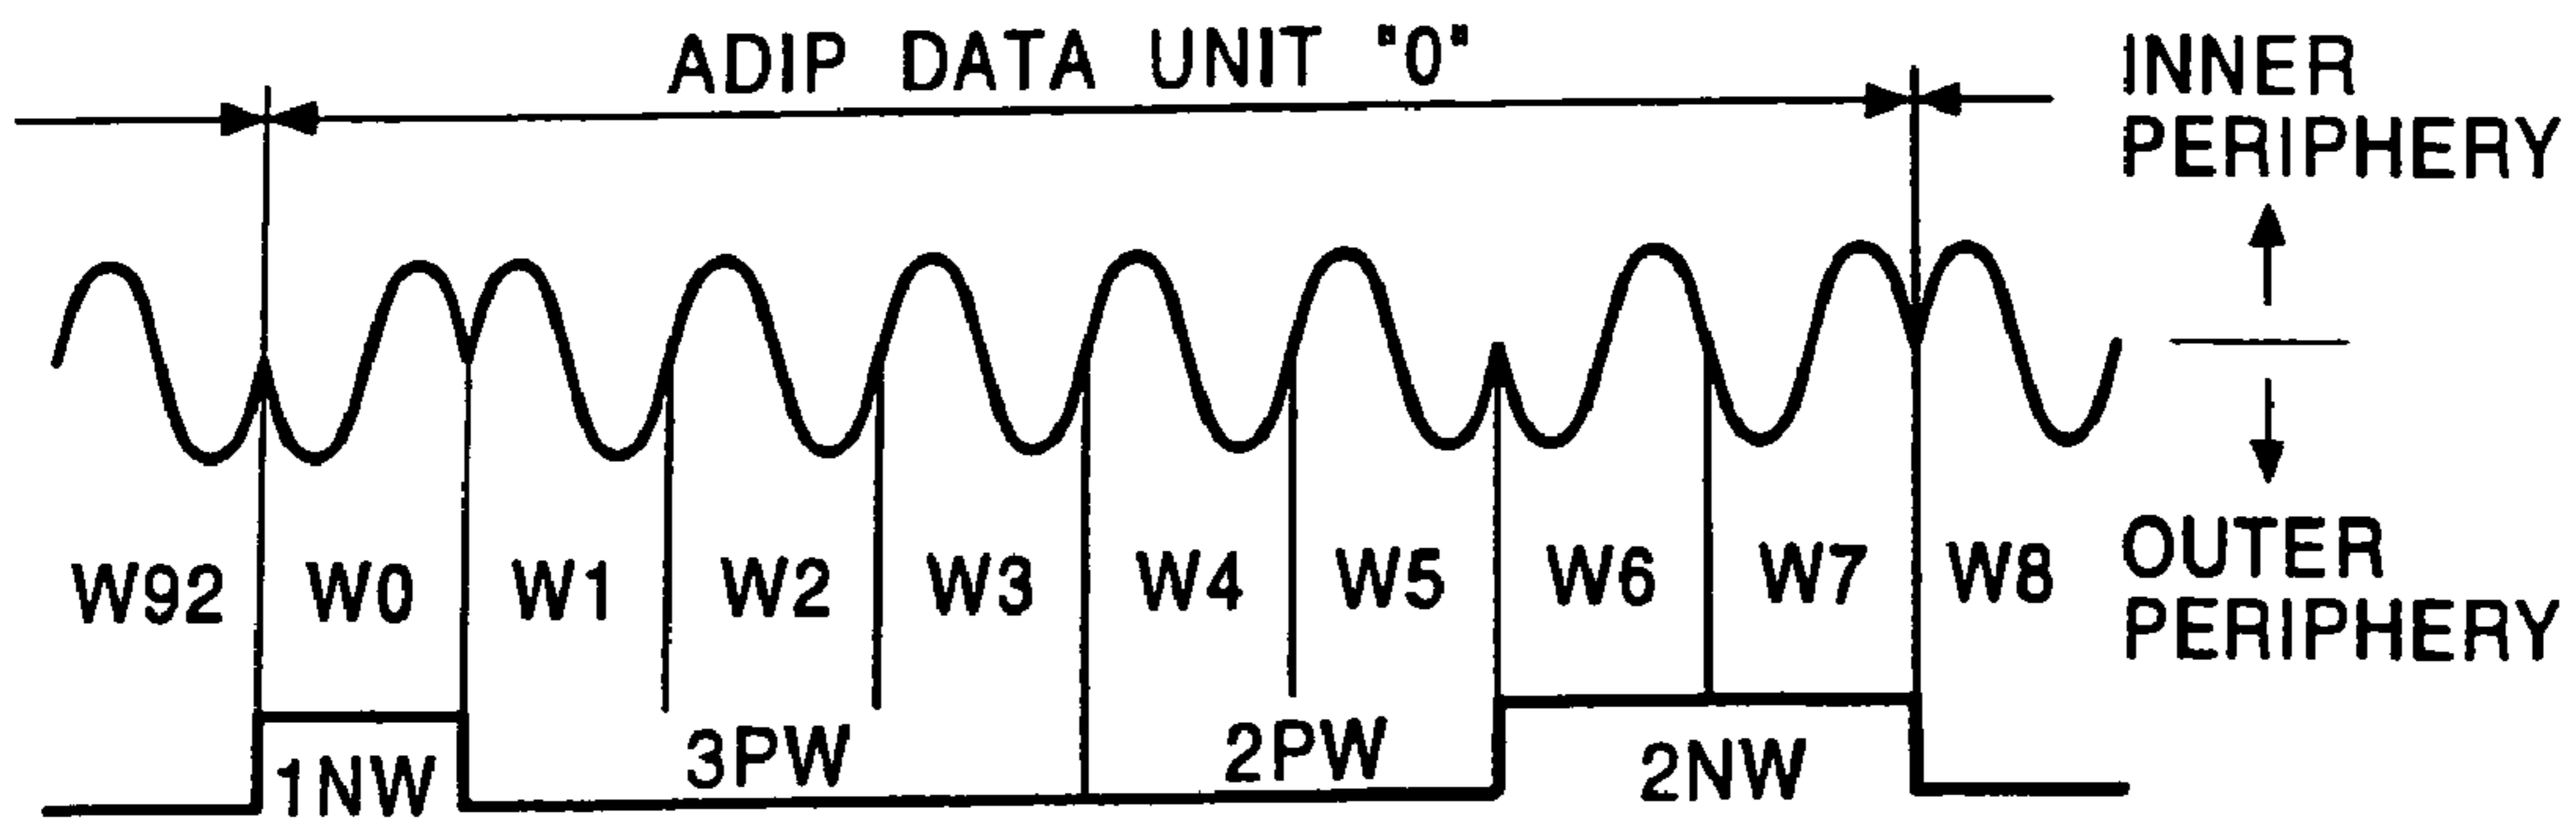 ADIP DATA UNIT "0"
INNER
PERIPHERY
W92 W0 W1 W2 W3 W4 W5 W6 W7 W8
OUTER
PERIPHERY
1NW 3PW 2PW 2NW